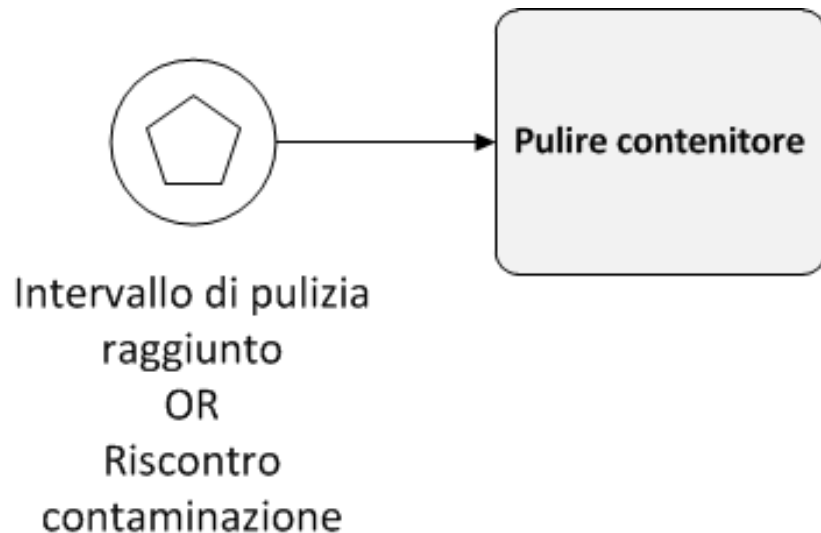 Pulire contenitore
Intervallo di pulizia
raggiunto
OR
Riscontro
contaminazione